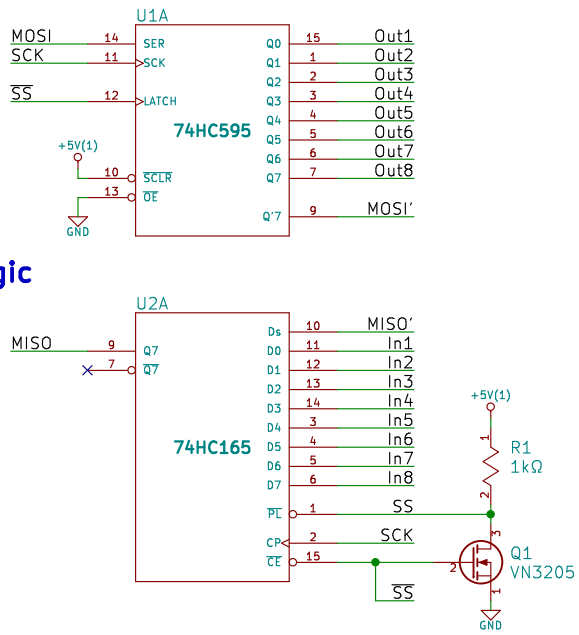 U1A
MOSI 14 SER Q0 15 Out1
SCK 11 SCK Q1 1 Out2
Q2 2 Out3
SS 12 LATCH Q3 3 Out4
Q4 4 Out5
74HC595
Q5 5 Out6
+5V(1)
Q6 6 Out7
10 SCLR Q7 7 Out8
13 OE
Q'7 9 MOSI'
GND
gic
U2A
Ds 10 MISO'
MISO 9 Q7 D0 11 In1
7 Q7 D1 12 In2
D2 13 In3
D3 14 In4
+5V(1)
D4 3 In5
74HC165
D5 4 In6
1
R1
D6 5 In7
1kΩ
D7 6 In8
2
PL 1 SS
3
CP 2 SCK
CE 15
2
Q1
VN3205
SS
1
GND